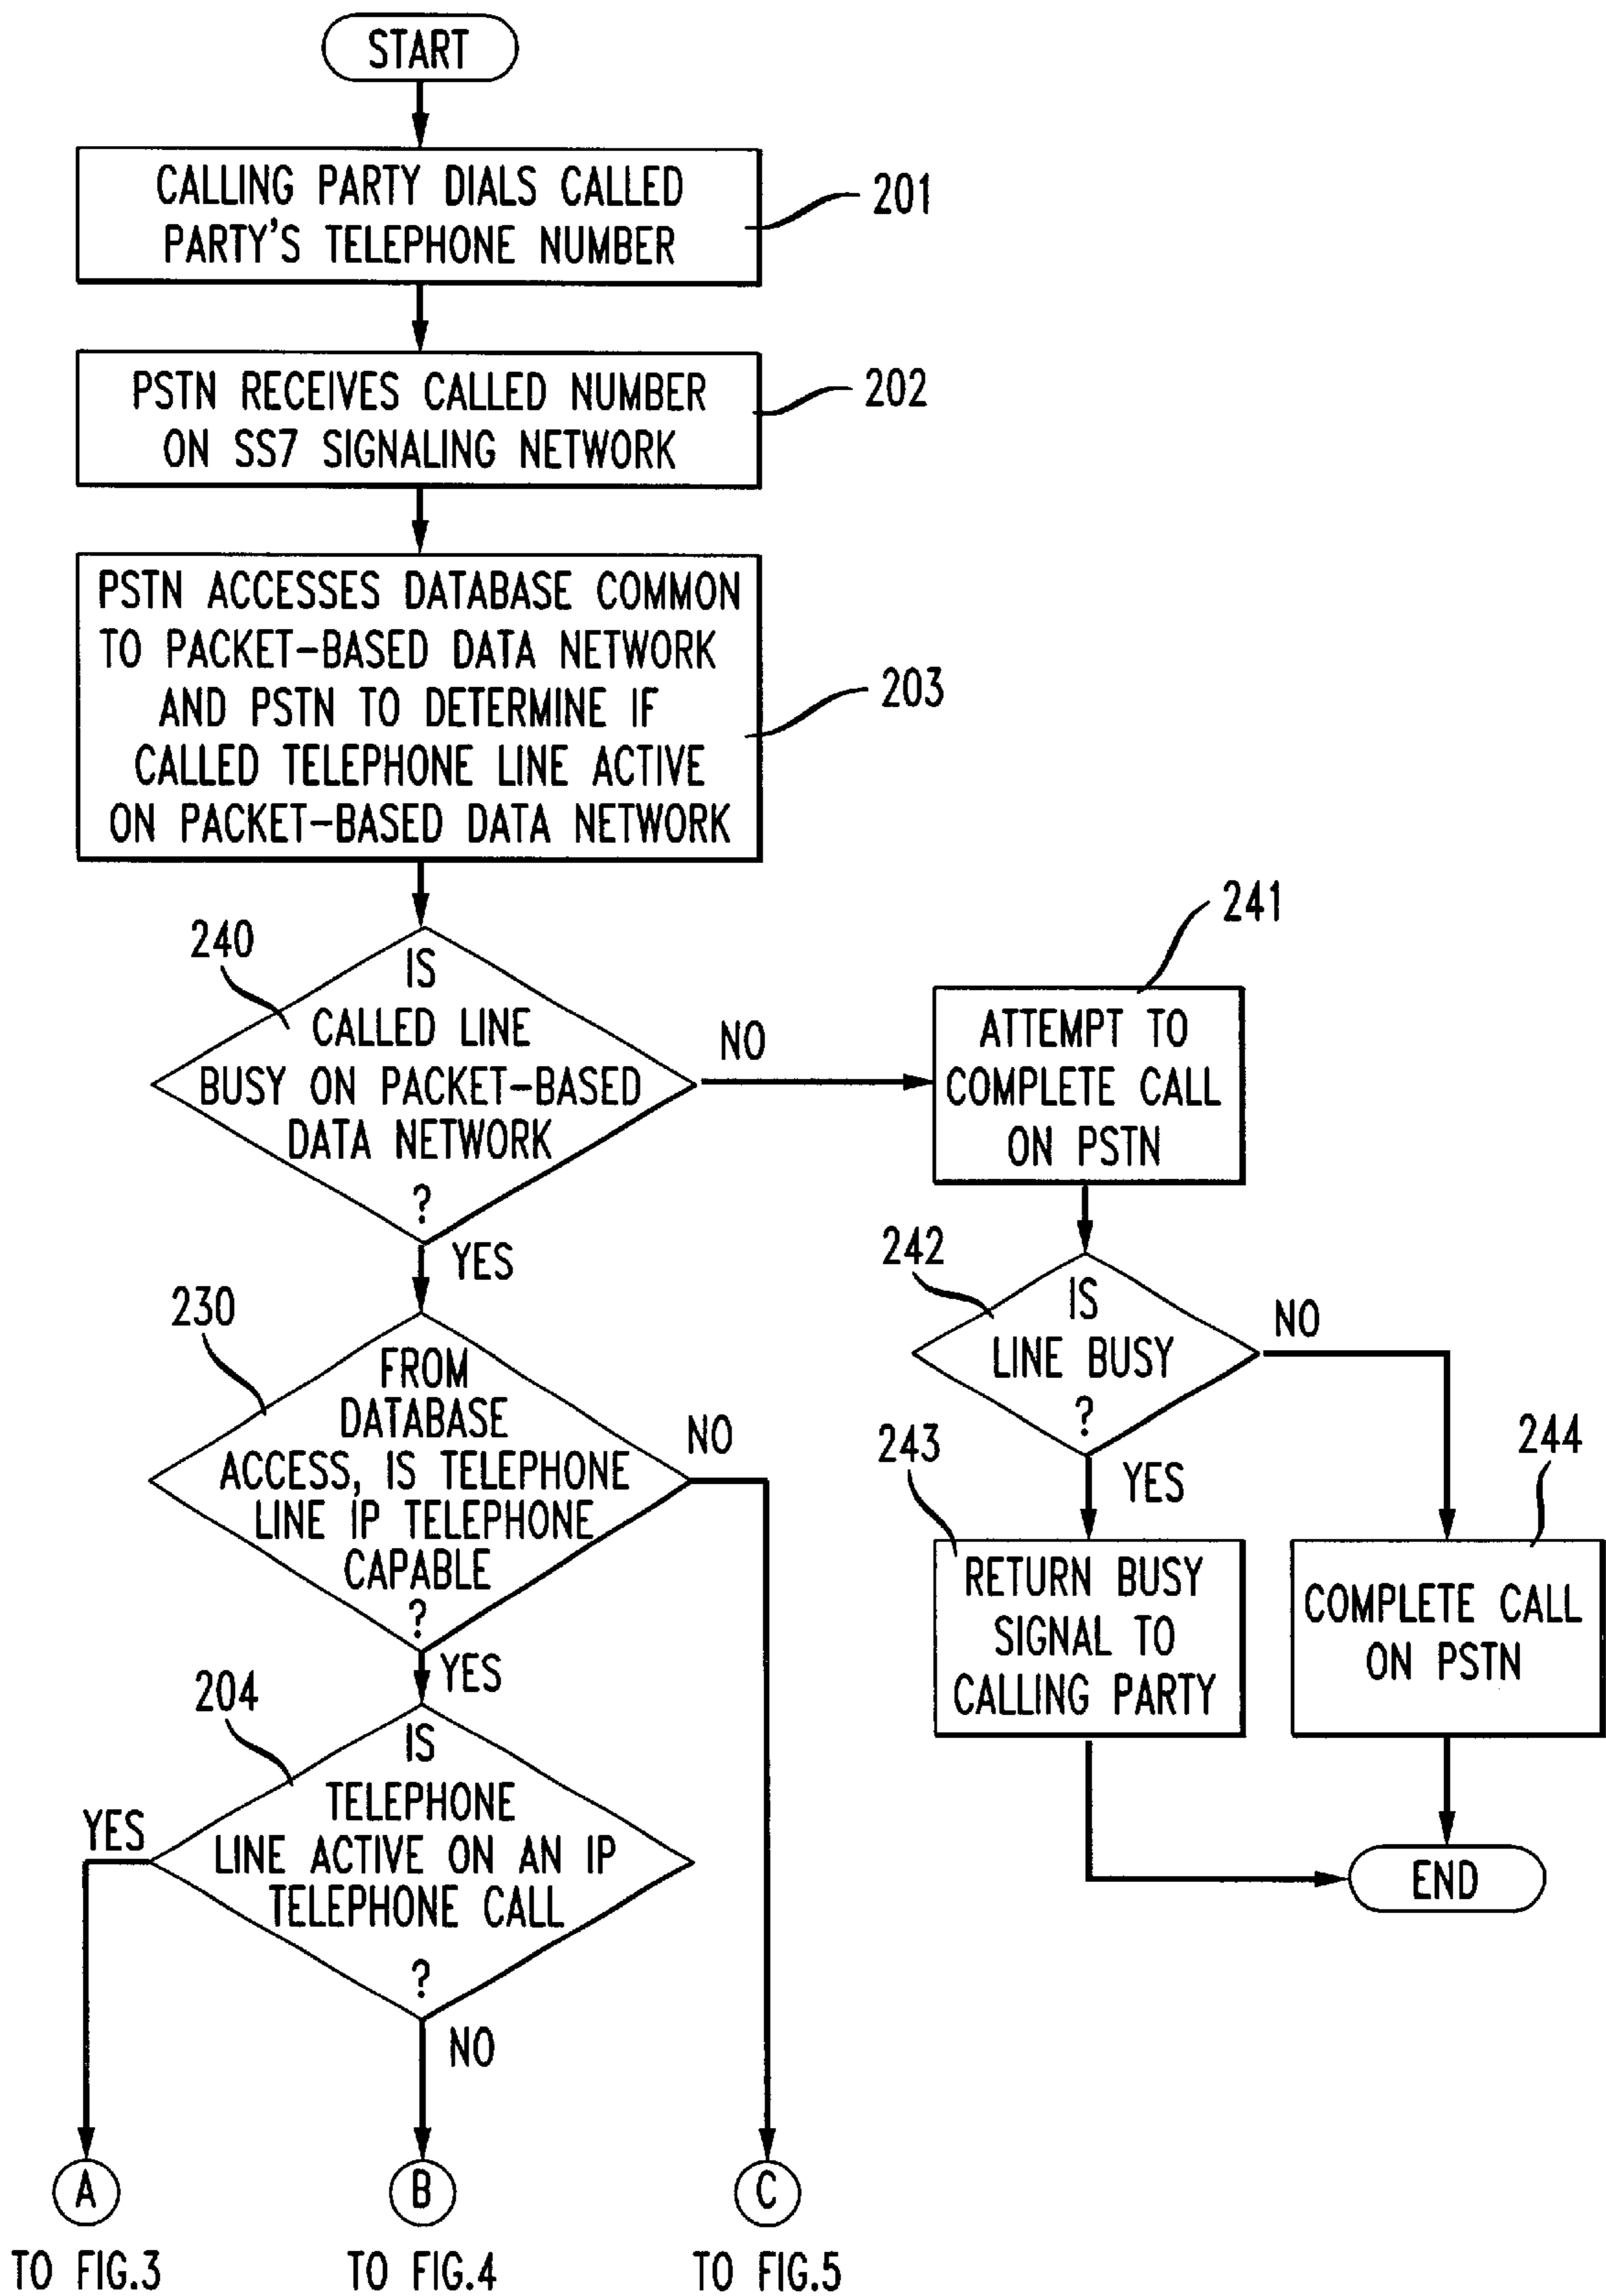 START
CALLING PARTY DIALS CALLED
PARTY'S TELEPHONE NUMBER
201
PSTN RECEIVES CALLED NUMBER
ON SS7 SIGNALING NETWORK
202
PSTN ACCESSES DATABASE COMMON
TO PACKET-BASED DATA NETWORK
AND PSTN TO DETERMINE IF
CALLED TELEPHONE LINE ACTIVE
ON PACKET-BASED DATA NETWORK
203
240
IS
CALLED LINE
BUSY ON PACKET-BASED
DATA NETWORK
?
NO
YES
241
ATTEMPT TO
COMPLETE CALL
ON PSTN
242
IS
LINE BUSY
?
NO
YES
243
RETURN BUSY
SIGNAL TO
CALLING PARTY
244
COMPLETE CALL
ON PSTN
END
230
FROM
DATABASE
ACCESS, IS TELEPHONE
LINE IP TELEPHONE
CAPABLE
?
NO
YES
204
IS
TELEPHONE
LINE ACTIVE ON AN IP
TELEPHONE CALL
?
YES
NO
A
TO FIG.3
B
TO FIG.4
C
TO FIG.5